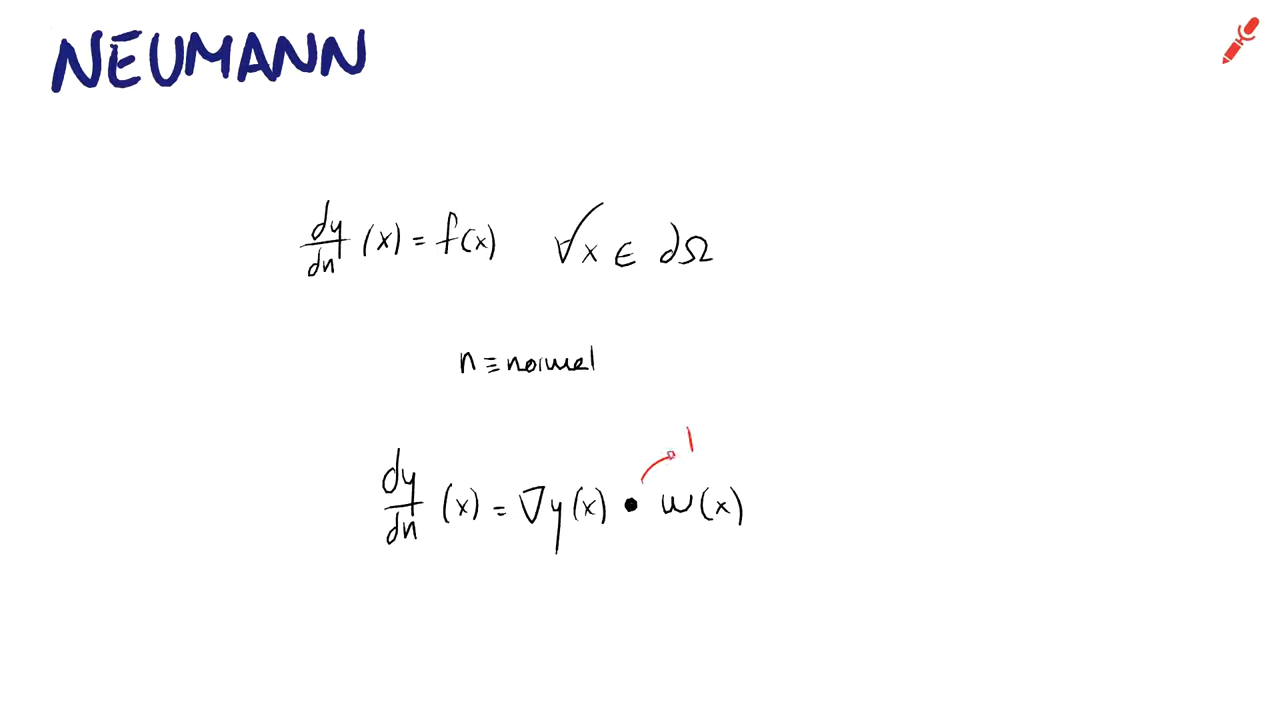 NEUMANN
dy/dn (x) = f(x) ∀x ∈ ∂Ω
n ≡ normal
dy/dn (x) = ∇y(x) • w(x)